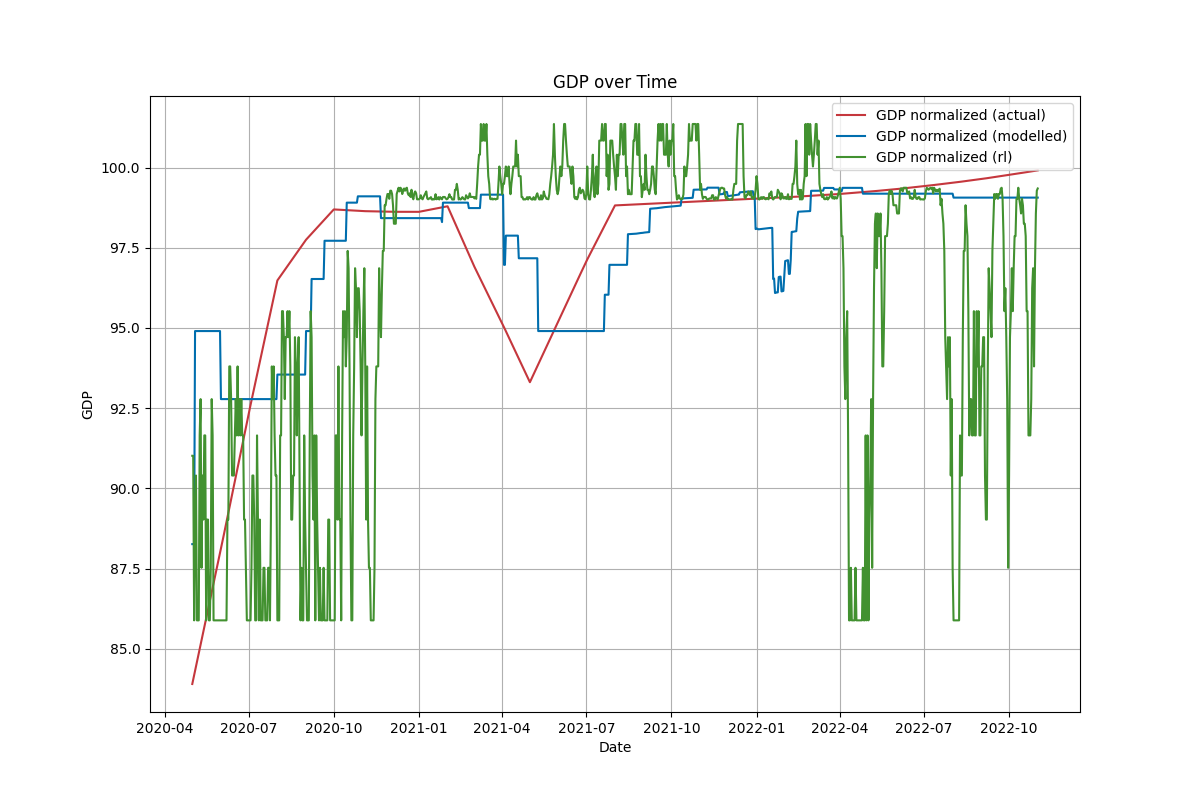 GDP over Time
GDP normalized (actual)
GDP normalized (modelled)
GDP normalized (rl)
100.0
97.5
95.0
92.5
90.0
87.5
85.0
GDP
2020-04 2020-07 2020-10 2021-01 2021-04 2021-07 2021-10 2022-01 2022-04 2022-07 2022-10
Date